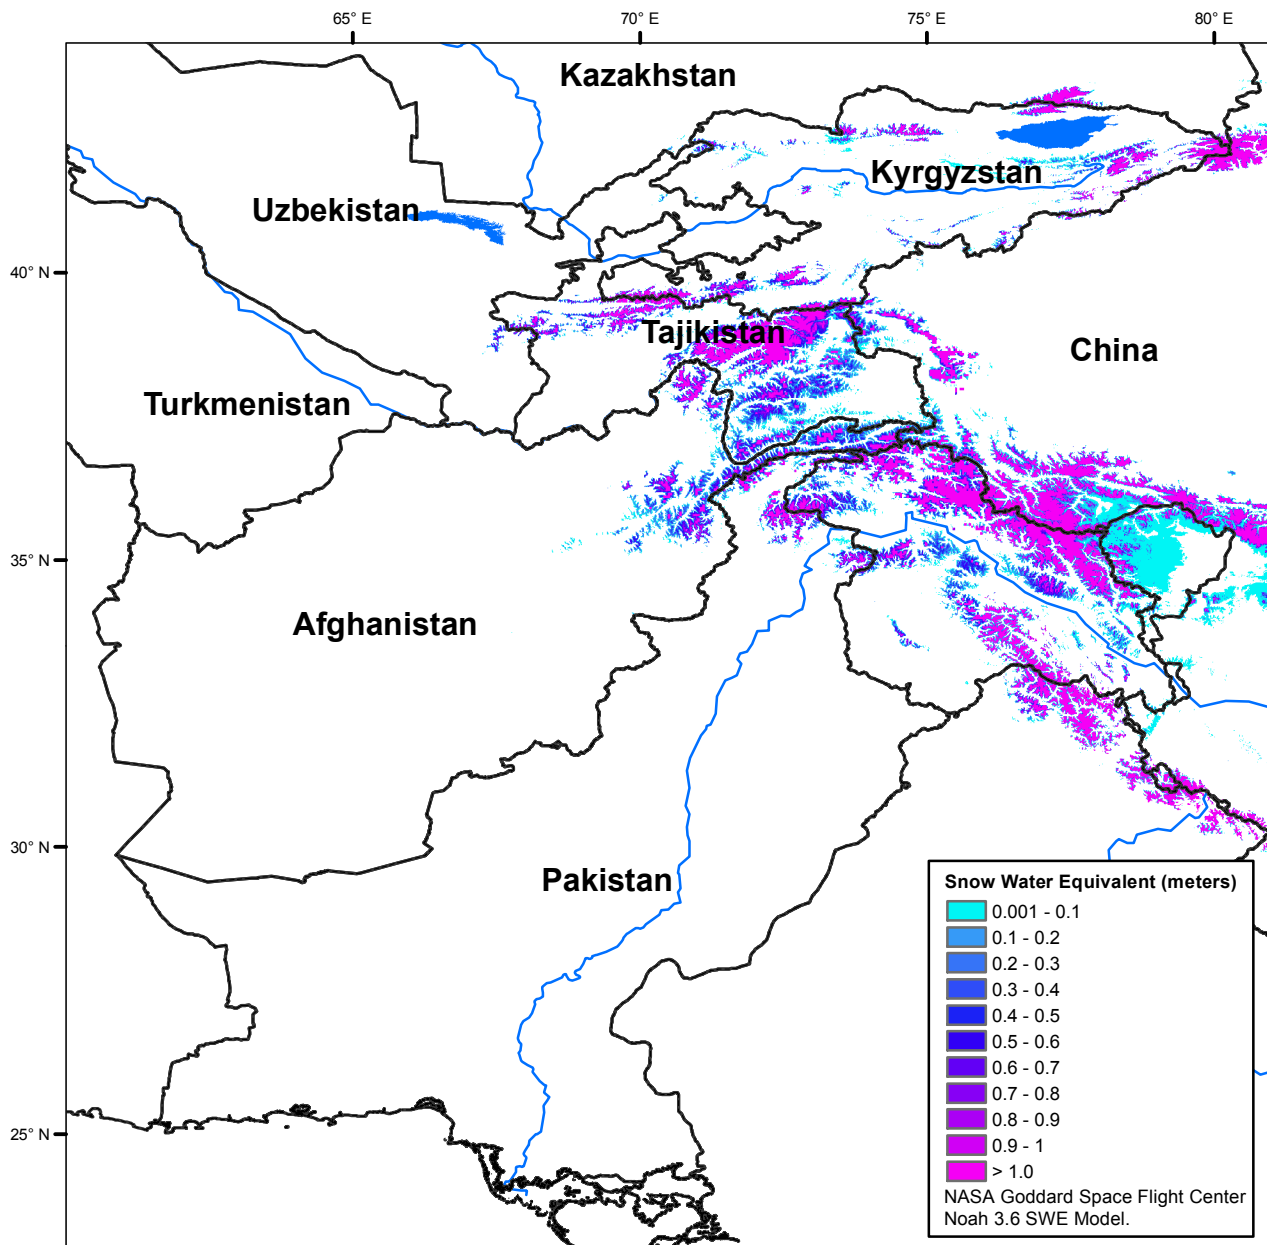 65° E
70° E
75° E
80° E
Kazakhstan
Kyrgyzstan
Uzbekistan
40° N
Tajikistan
China
Turkmenistan
35° N
Afghanistan
30° N
Pakistan
25° N
Snow Water Equivalent (meters)
0.001 - 0.1
0.1 - 0.2
0.2 - 0.3
0.3 - 0.4
0.4 - 0.5
0.5 - 0.6
0.6 - 0.7
0.7 - 0.8
0.8 - 0.9
0.9 - 1
> 1.0
NASA Goddard Space Flight Center
Noah 3.6 SWE Model.